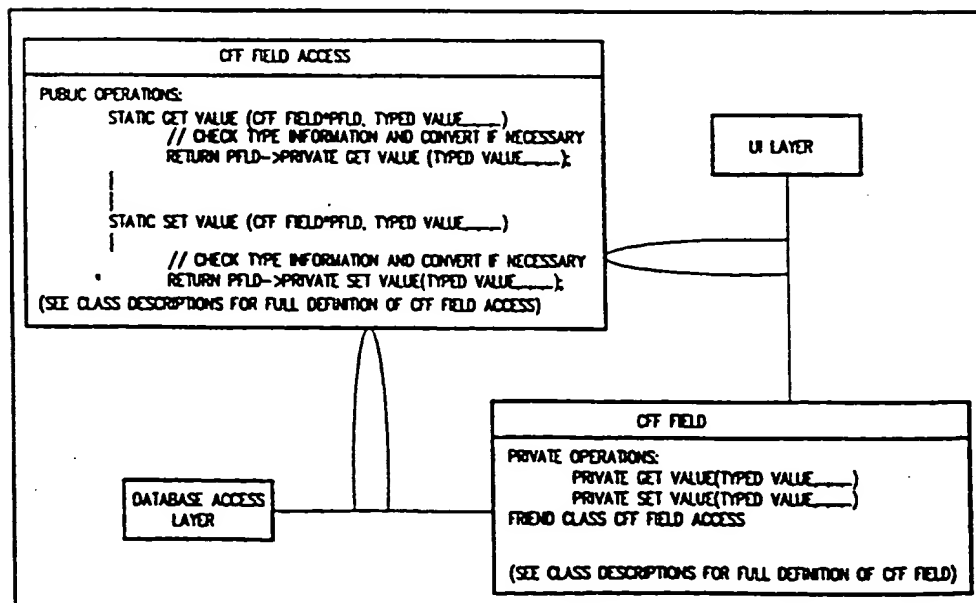 CFF FIELD ACCESS
PUBLIC OPERATIONS:
STATIC GET VALUE (CFF FIELD*PFLD, TYPED VALUE____)
// CHECK TYPE INFORMATION AND CONVERT IF NECESSARY
RETURN PFLD->PRIVATE GET VALUE (TYPED VALUE____);
STATIC SET VALUE (CFF FIELD*PFLD, TYPED VALUE____)
// CHECK TYPE INFORMATION AND CONVERT IF NECESSARY
RETURN PFLD->PRIVATE SET VALUE(TYPED VALUE____);
(SEE CLASS DESCRIPTIONS FOR FULL DEFINITION OF CFF FIELD ACCESS)
UI LAYER
DATABASE ACCESS
LAYER
CFF FIELD
PRIVATE OPERATIONS:
PRIVATE GET VALUE(TYPED VALUE____)
PRIVATE SET VALUE(TYPED VALUE____)
FRIEND CLASS CFF FIELD ACCESS
(SEE CLASS DESCRIPTIONS FOR FULL DEFINITION OF CFF FIELD)